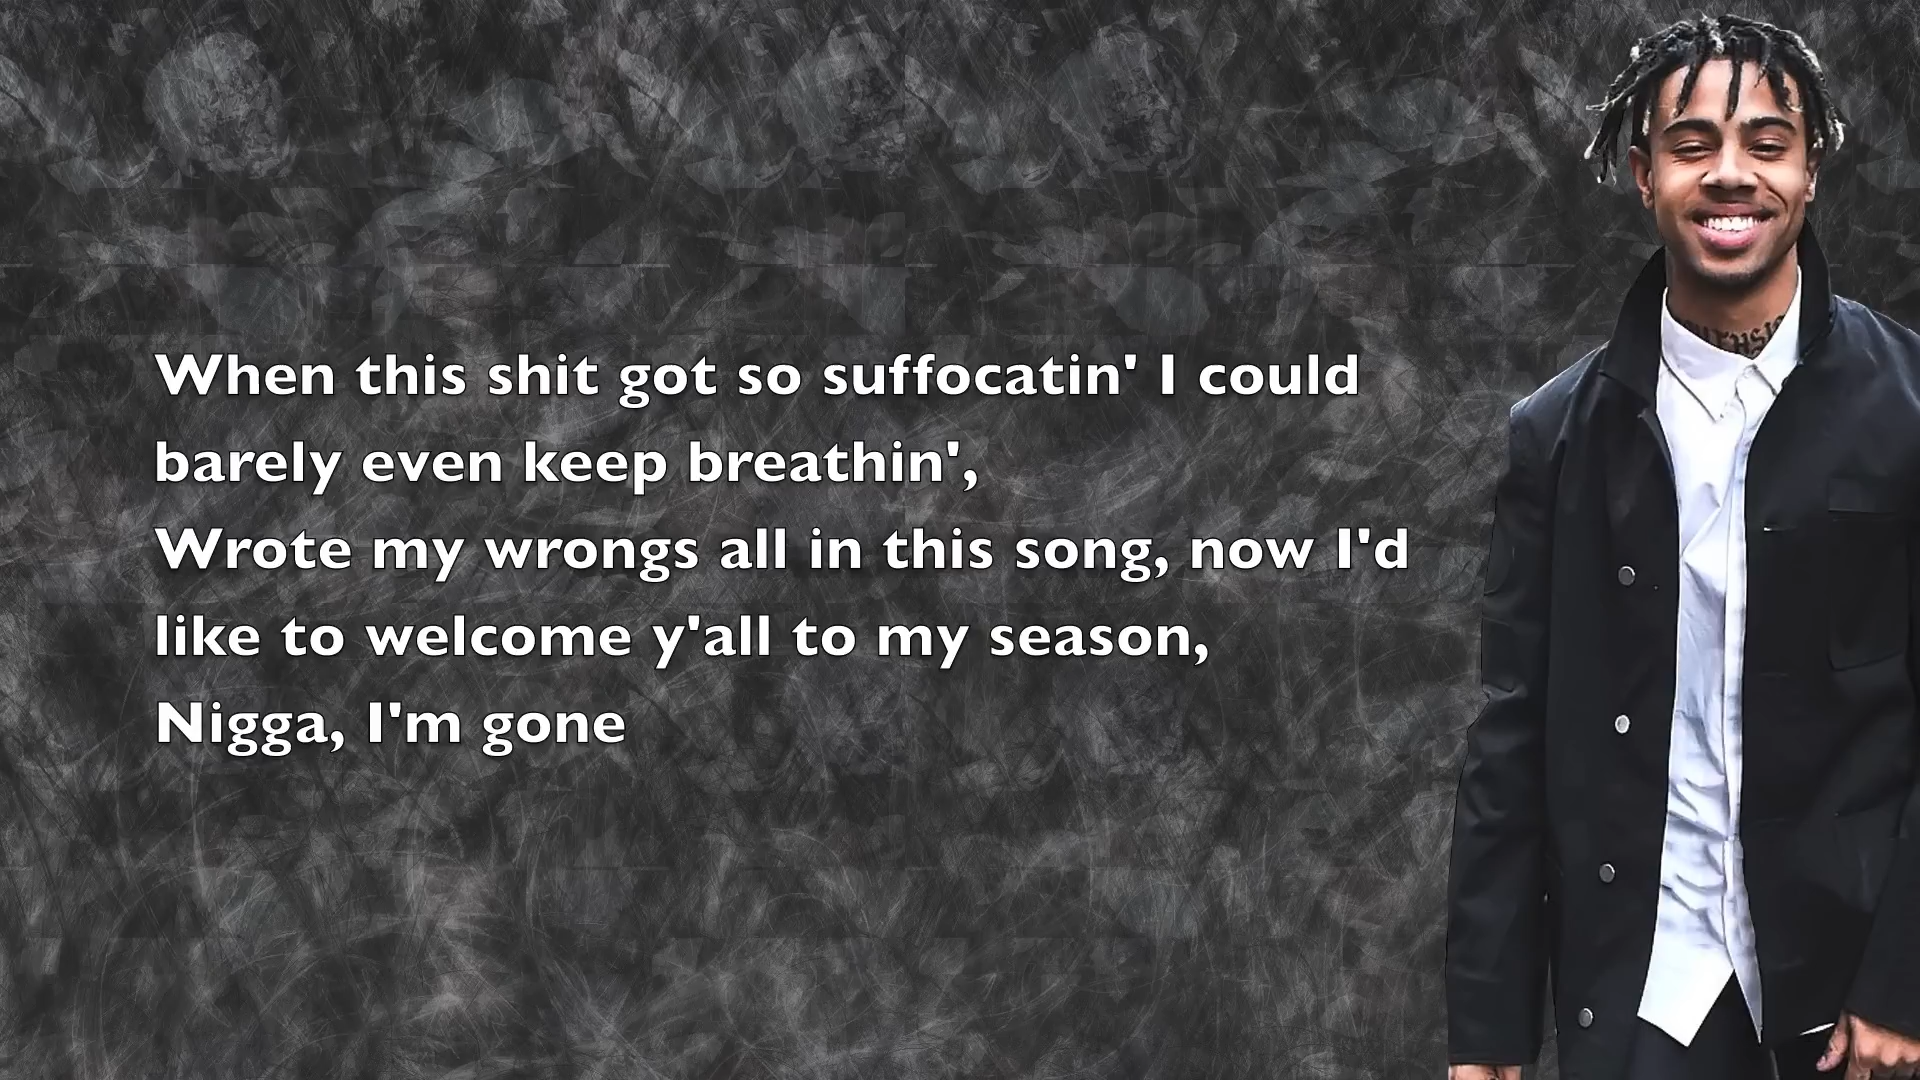 When this shit got so suffocatin' I could
barely even keep breathin',
Wrote my wrongs all in this song, now I'd
like to welcome y'all to my season,
Nigga, I'm gone